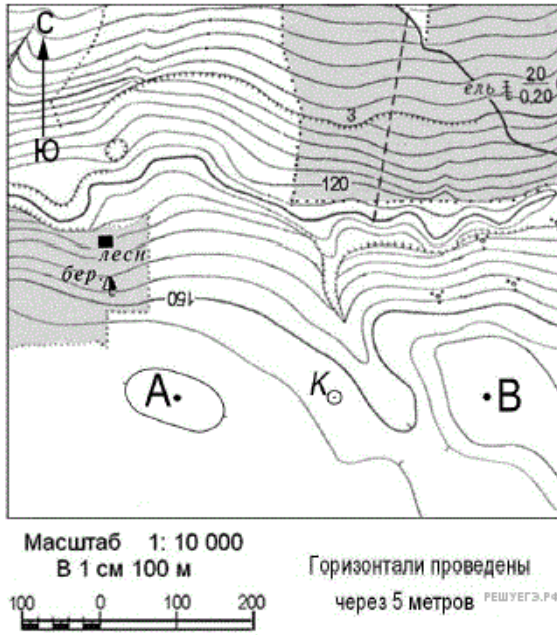 С
Ю
ель 20
0,20
3
120
лесн
бер.
150
А
К
В
Масштаб 1: 10 000
В 1 см 100 м
100 0 100 200
Горизонтали проведены
через 5 метров
РЕШУЕГЭ.РФ